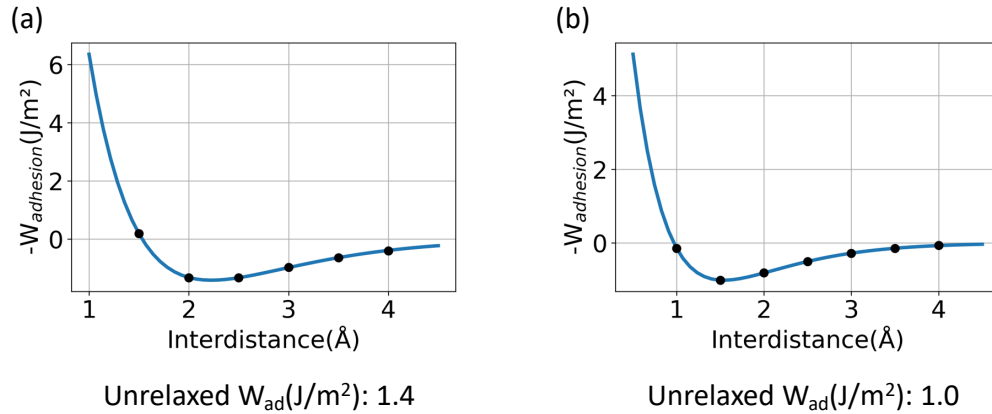 (a)
(b)
-W_adhesion(J/m²)
6
4
2
0
1 2 3 4
Interdistance(Å)
-W_adhesion(J/m²)
4
2
0
1 2 3 4
Interdistance(Å)
Unrelaxed W_ad(J/m²): 1.4
Unrelaxed W_ad(J/m²): 1.0